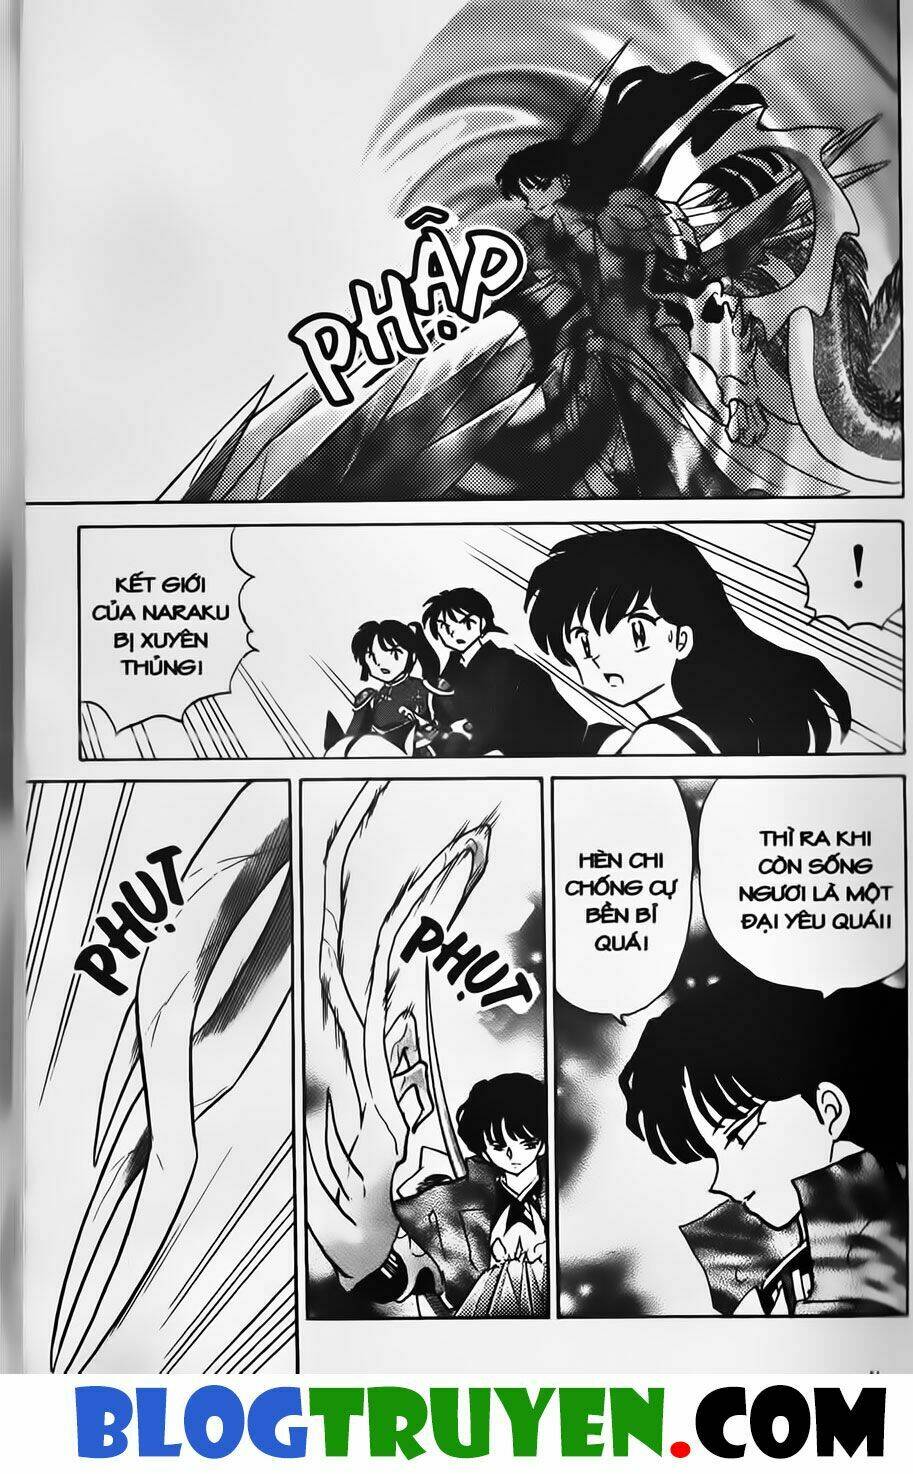 PHẬP
!
KẾT GIỚI
CỦA NARAKU
BỊ XUYÊN
THỦNG!
THÌ RA KHI
CÒN SỐNG
NGƯƠI LÀ MỘT
ĐẠI YÊU QUÁI!
HÈN CHI
CHỐNG CỰ
BỀN BỈ
QUÁ!
PHỤT
PHỤT
BLOGTRUYEN.COM